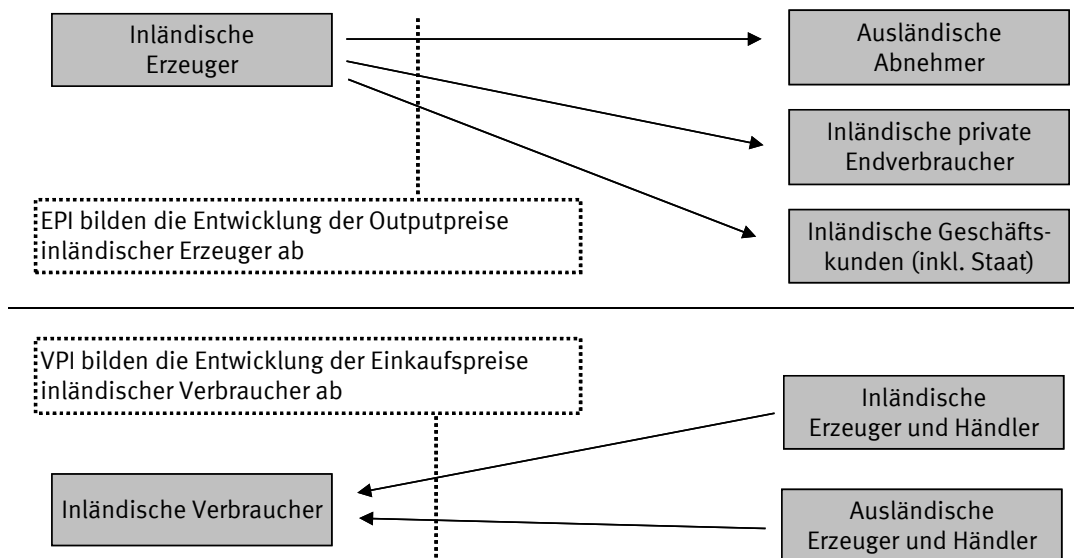 Inländische
Erzeuger
Ausländische
Abnehmer
Inländische private
Endverbraucher
EPI bilden die Entwicklung der Outputpreise
inländischer Erzeuger ab
Inländische Geschäfts-
kunden (inkl. Staat)
VPI bilden die Entwicklung der Einkaufspreise
inländischer Verbraucher ab
Inländische
Erzeuger und Händler
Inländische Verbraucher
Ausländische
Erzeuger und Händler